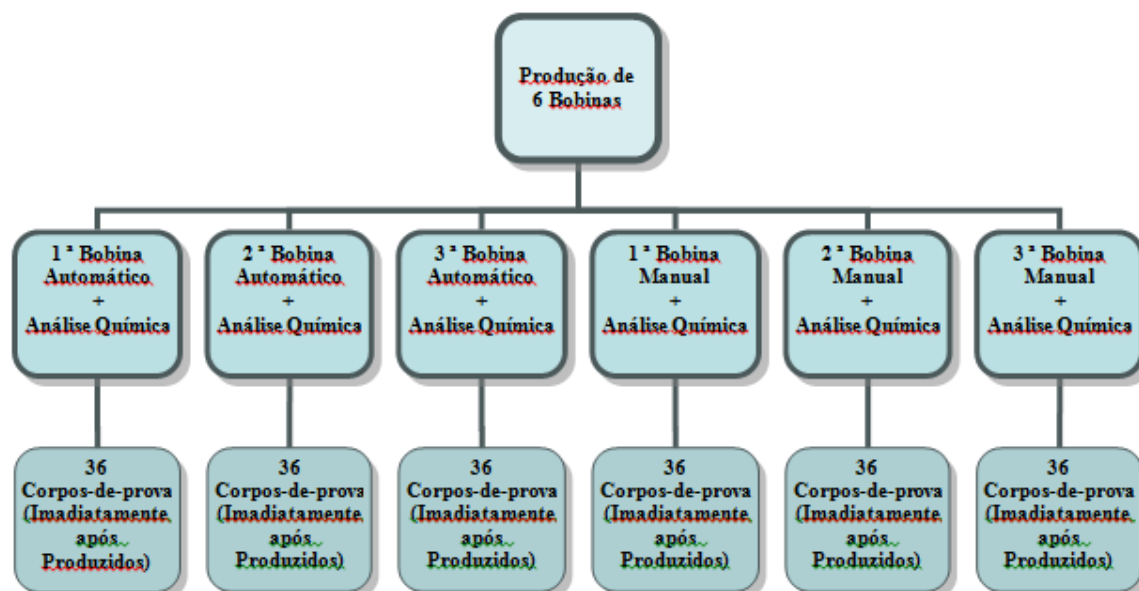 Produção de
6 Bobinas
1 ª Bobina
Automático
+
Análise Química
2 ª Bobina
Automático
+
Análise Química
3 ª Bobina
Automático
+
Análise Química
1ª Bobina
Manual
+
Análise Química
2ª Bobina
Manual
+
Análise Química
3 ª Bobina
Manual
+
Análise Química
36
Corpos-de-prova
(Imadiatamente
após
Produzidos)
36
Corpos-de-prova
(Imadiatamente
após
Produzidos)
36
Corpos-de-prova
(Imadiatamente
após
Produzidos)
36
Corpos-de-prova
(Imadiatamente
após
Produzidos)
36
Corpos-de-prova
(Imadiatamente
após
Produzidos)
36
Corpos-de-prova
(Imadiatamente
após
Produzidos)